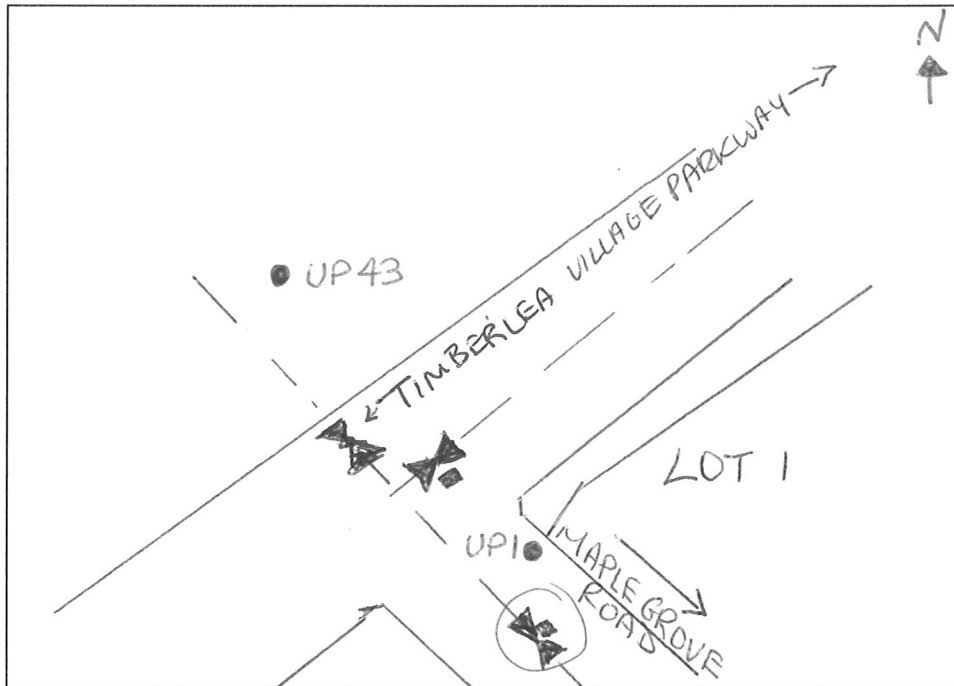 N
TIMBERLEA VILLAGE PARKWAY
UP43
LOT 1
UP1
MAPLE GROVE
ROAD